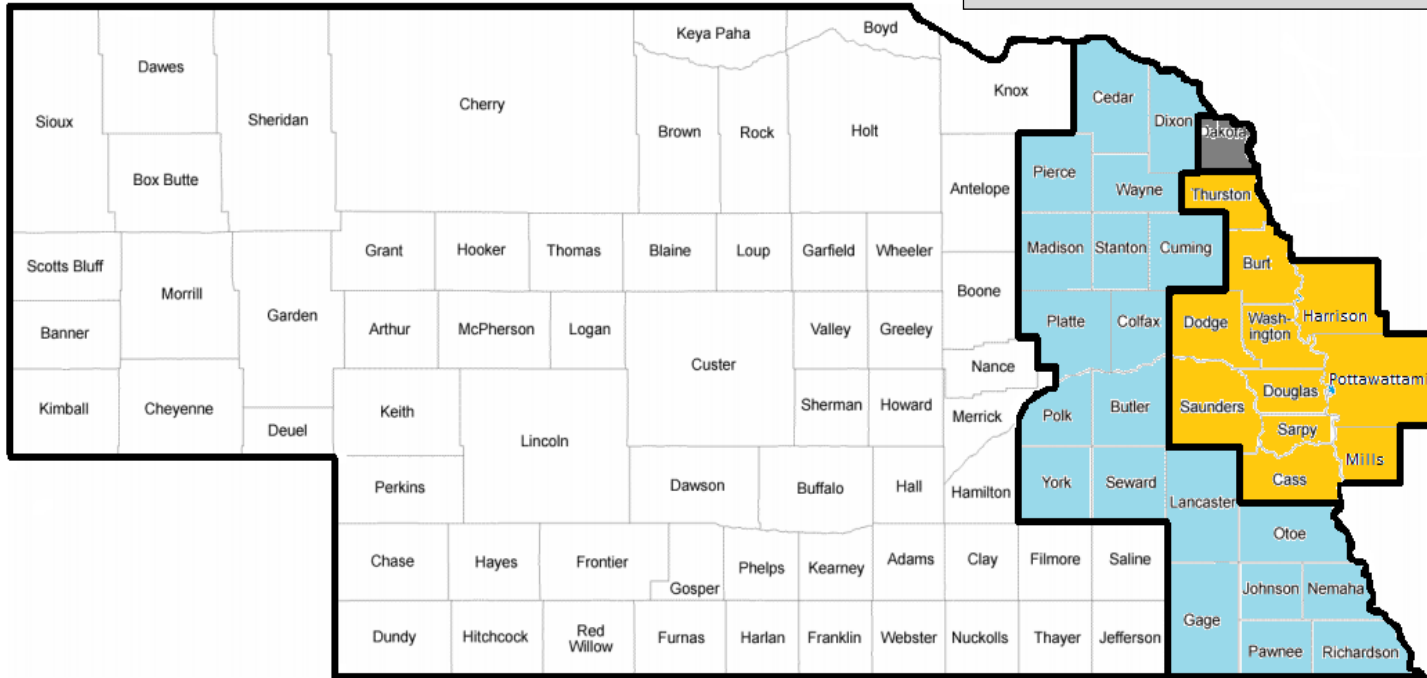 Keya Paha
Boyd
Dawes
Sioux
Sheridan
Cherry
Knox
Cedar
Brown
Rock
Holt
Dixon
Dakota
Box Butte
Antelope
Pierce
Wayne
Thurston
Scotts Bluff
Morrill
Grant
Hooker
Thomas
Blaine
Loup
Garfield
Wheeler
Madison
Stanton
Cuming
Burt
Boone
Garden
Banner
Arthur
McPherson
Logan
Custer
Valley
Greeley
Platte
Colfax
Dodge
Wash-
ington
Harrison
Nance
Pottawattami
Kimball
Cheyenne
Deuel
Keith
Lincoln
Sherman
Howard
Merrick
Polk
Butler
Saunders
Douglas
Sarpy
Mills
Perkins
Dawson
Buffalo
Hall
Hamilton
York
Seward
Lancaster
Cass
Otoe
Chase
Hayes
Frontier
Gosper
Phelps
Kearney
Adams
Clay
Filmore
Saline
Johnson
Nemaha
Gage
Dundy
Hitchcock
Red
Willow
Furnas
Harlan
Franklin
Webster
Nuckolls
Thayer
Jefferson
Pawnee
Richardson